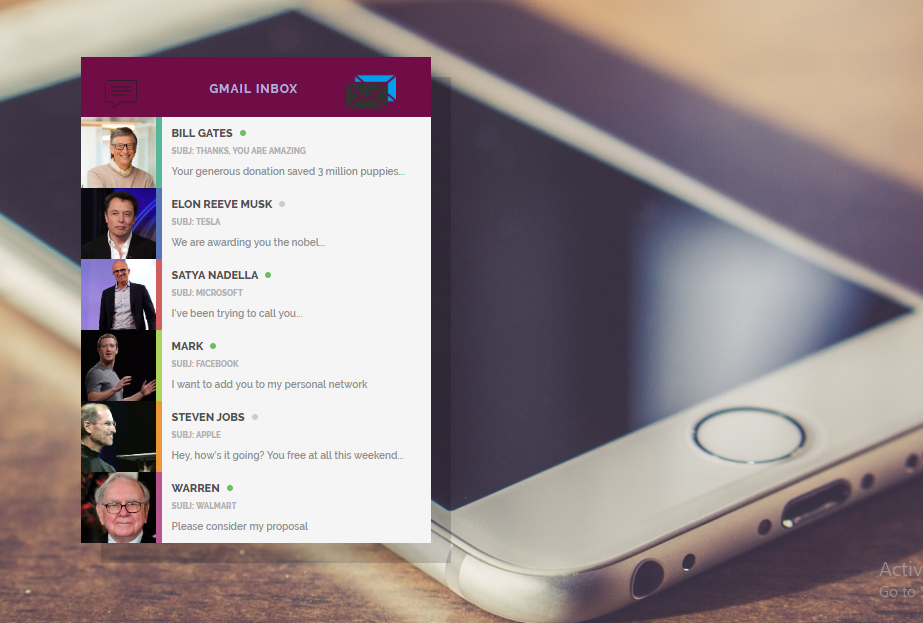 GMAIL INBOX
BILL GATES
SUBJ: THANKS, YOU ARE AMAZING
Your generous donation saved 3 million puppies...
ELON REEVE MUSK
SUBJ: TESLA
We are awarding you the nobel...
SATYA NADELLA
SUBJ: MICROSOFT
I've been trying to call you...
MARK
SUBJ: FACEBOOK
I want to add you to my personal network
STEVEN JOBS
SUBJ: APPLE
Hey, how's it going? You free at all this weekend...
WARREN
SUBJ: WALMART
Please consider my proposal
Activ
Go to